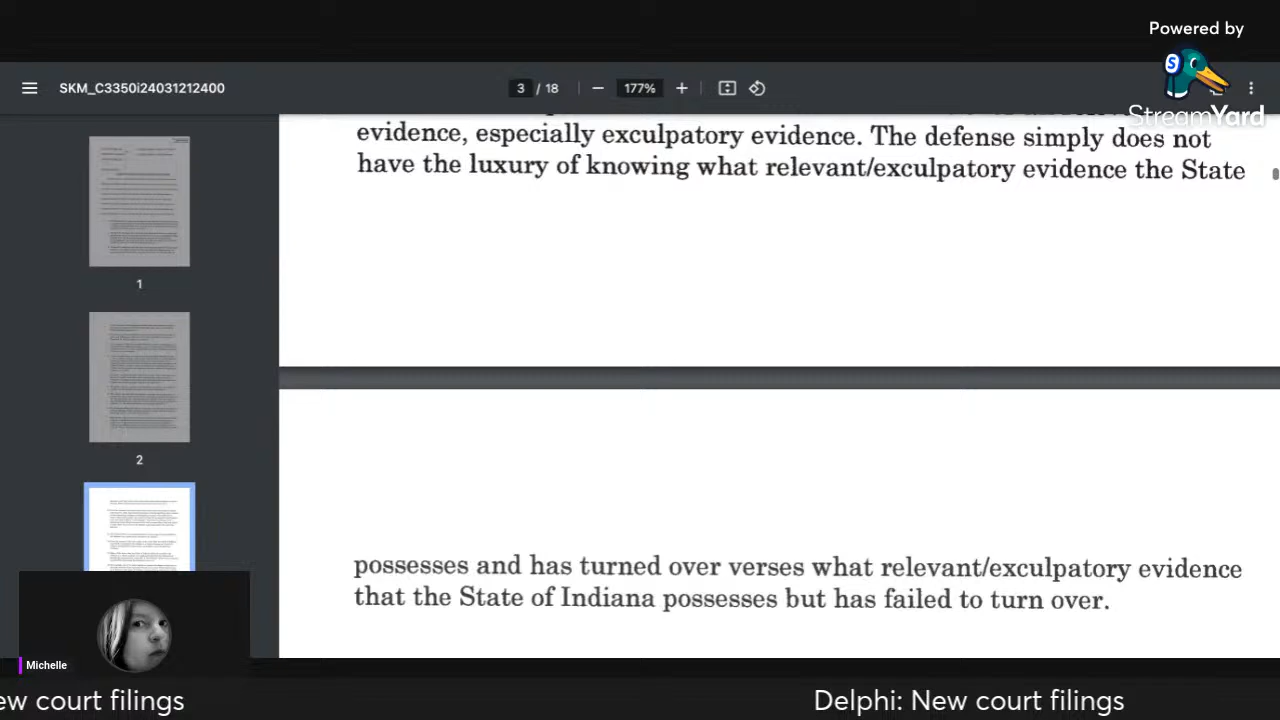 Powered by
StreamYard
SKM_C3350i24031212400
3 / 18
177%
evidence, especially exculpatory evidence. The defense simply does not
have the luxury of knowing what relevant/exculpatory evidence the State
1
2
possesses and has turned over verses what relevant/exculpatory evidence
that the State of Indiana possesses but has failed to turn over.
Michelle
ew court filings
Delphi: New court filings